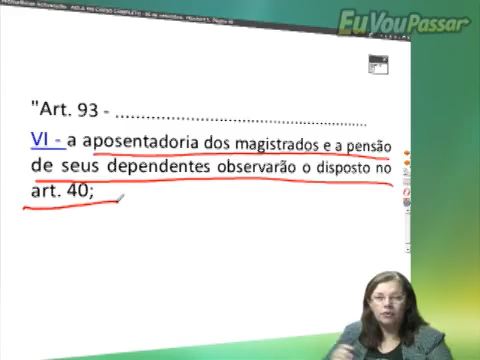 EuVouPassar
"Art. 93 - ....................................................
VI - a aposentadoria dos magistrados e a pensão
de seus dependentes observarão o disposto no
art. 40;